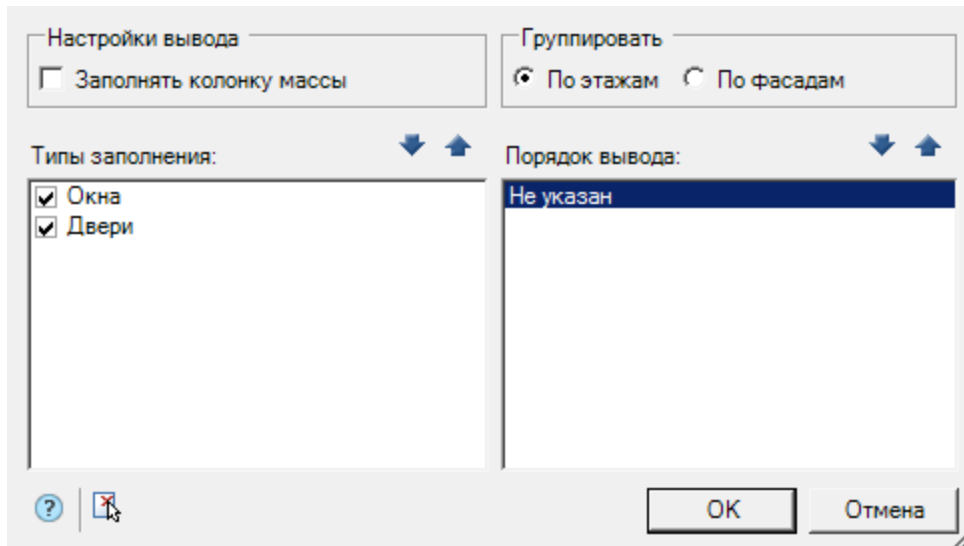 Настройки вывода
Заполнять колонку массы
Группировать
По этажам По фасадам
Типы заполнения:
Окна
Двери
Порядок вывода:
Не указан
?
OK Отмена